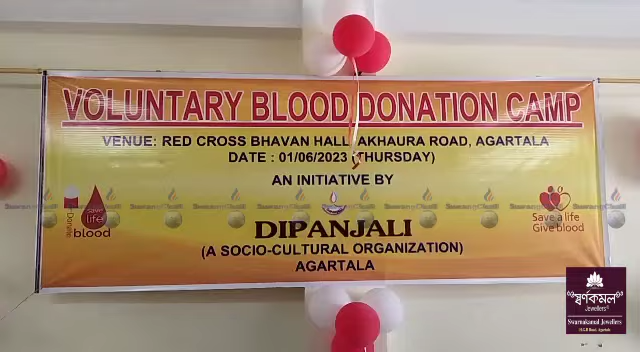 VOLUNTARY BLOOD DONATION CAMP
VENUE: RED CROSS BHAVAN HALL, AKHAURA ROAD, AGARTALA
DATE : 01/06/2023 (THURSDAY)
AN INITIATIVE BY
DIPANJALI
(A SOCIO-CULTURAL ORGANIZATION)
AGARTALA
Donate
save
life
blood
Save a life
Give blood
স্বর্ণকমল
Jewellers
Swarnakamal Jewellers